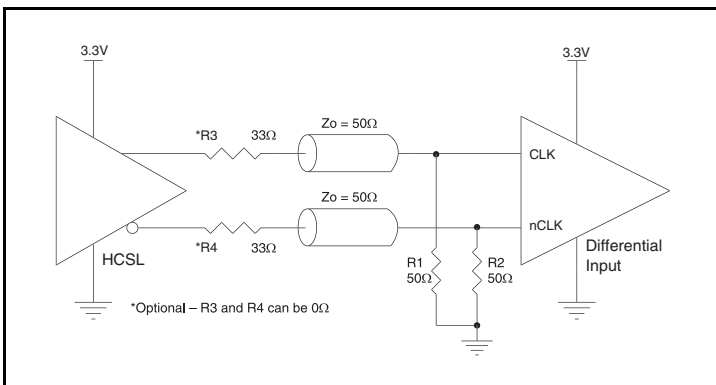 3.3V
3.3V
*R3
33Ω
Zo = 50Ω
CLK
Zo = 50Ω
nCLK
HCSL
*R4
33Ω
R1
50Ω
R2
50Ω
Differential
Input
*Optional – R3 and R4 can be 0Ω